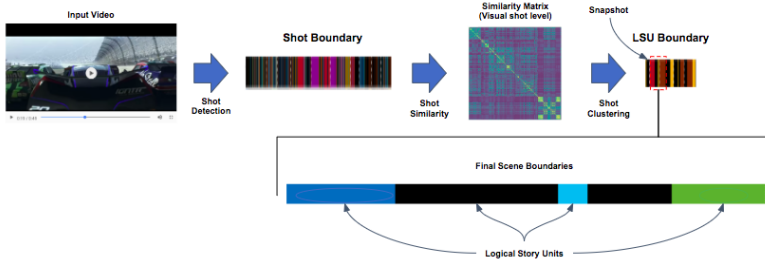 Input Video
Shot Boundary
Similarity Matrix
(Visual shot level)
Snapshot
LSU Boundary
Shot
Detection
Shot
Similarity
Shot
Clustering
Final Scene Boundaries
Logical Story Units